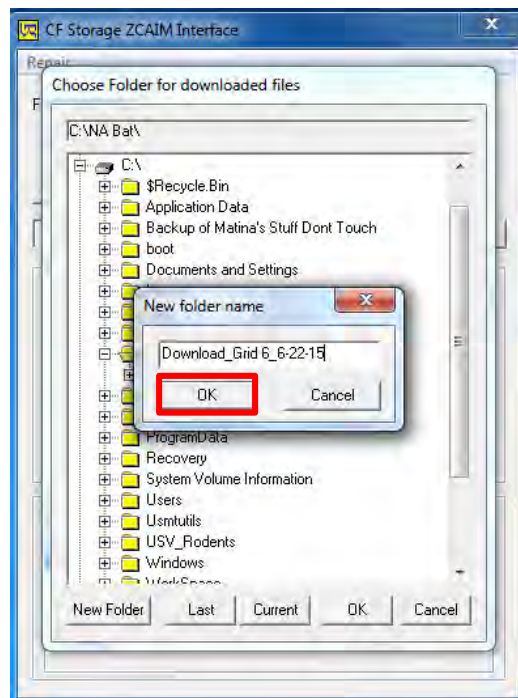 CF Storage ZCAIM Interface
Repair
Choose Folder for downloaded files
F
C:\NA Bat\
C:\
$Recycle.Bin
Application Data
Backup of Matina's Stuff Dont Touch
boot
Documents and Settings
New folder name
Download_Grid 6_6-22-15
OK Cancel
ProgramData
Recovery
System Volume Information
Users
Usmtutils
USV_Rodents
Windows
WorkSpace
New Folder Last Current OK Cancel